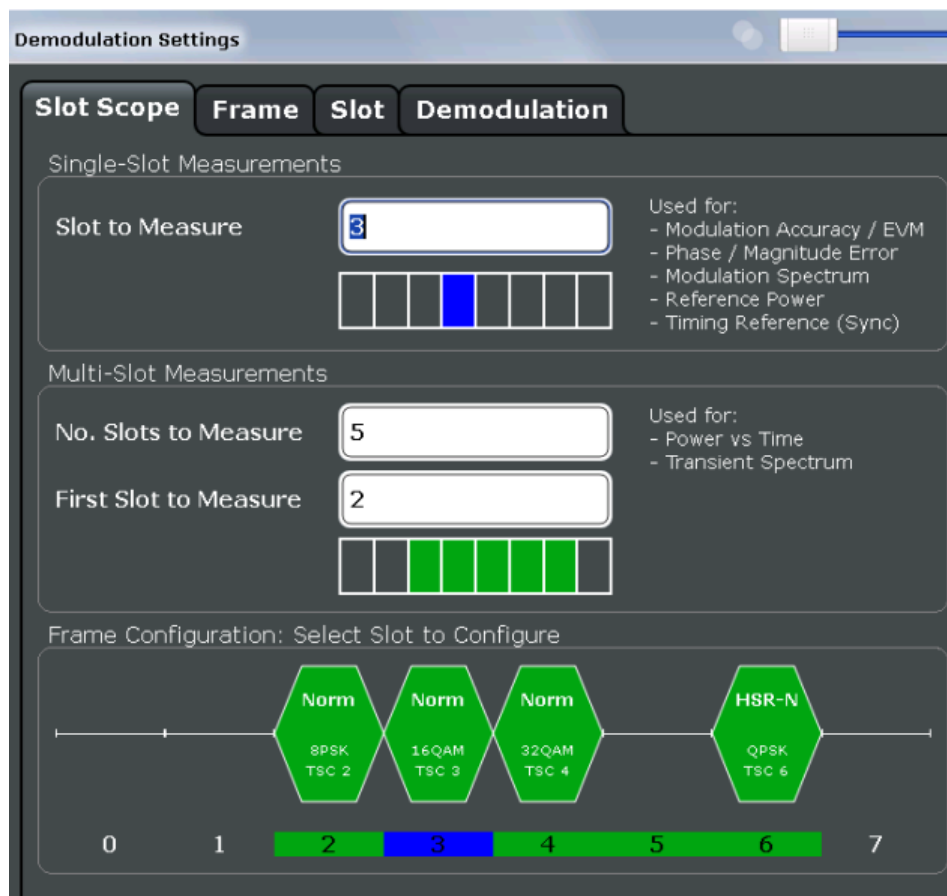 Demodulation Settings
Slot Scope Frame Slot Demodulation
Single-Slot Measurements
Slot to Measure 3
Used for:
- Modulation Accuracy / EVM
- Phase / Magnitude Error
- Modulation Spectrum
- Reference Power
- Timing Reference (Sync)
Multi-Slot Measurements
No. Slots to Measure 5
First Slot to Measure 2
Used for:
- Power vs Time
- Transient Spectrum
Frame Configuration: Select Slot to Configure
Norm Norm Norm HSR-N
8PSK 16QAM 32QAM QPSK
TSC 2 TSC 3 TSC 4 TSC 6
0 1 2 3 4 5 6 7